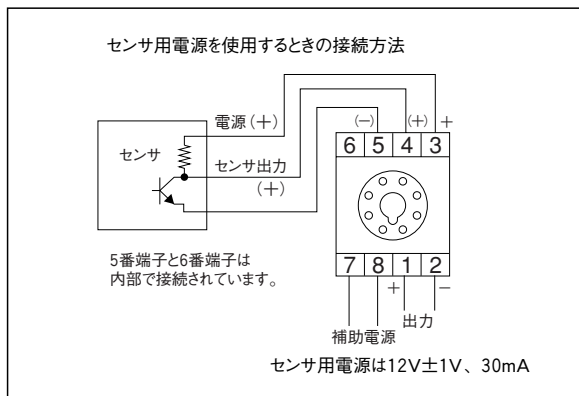 センサ用電源を使用するときの接続方法
電源(+)
(-) (+) +
6 5 4 3
センサ
センサ出力
(+)
5番端子と6番端子は
内部で接続されています。
7 8 1 2
+ -
出力
補助電源
センサ用電源は12V±1V、30mA